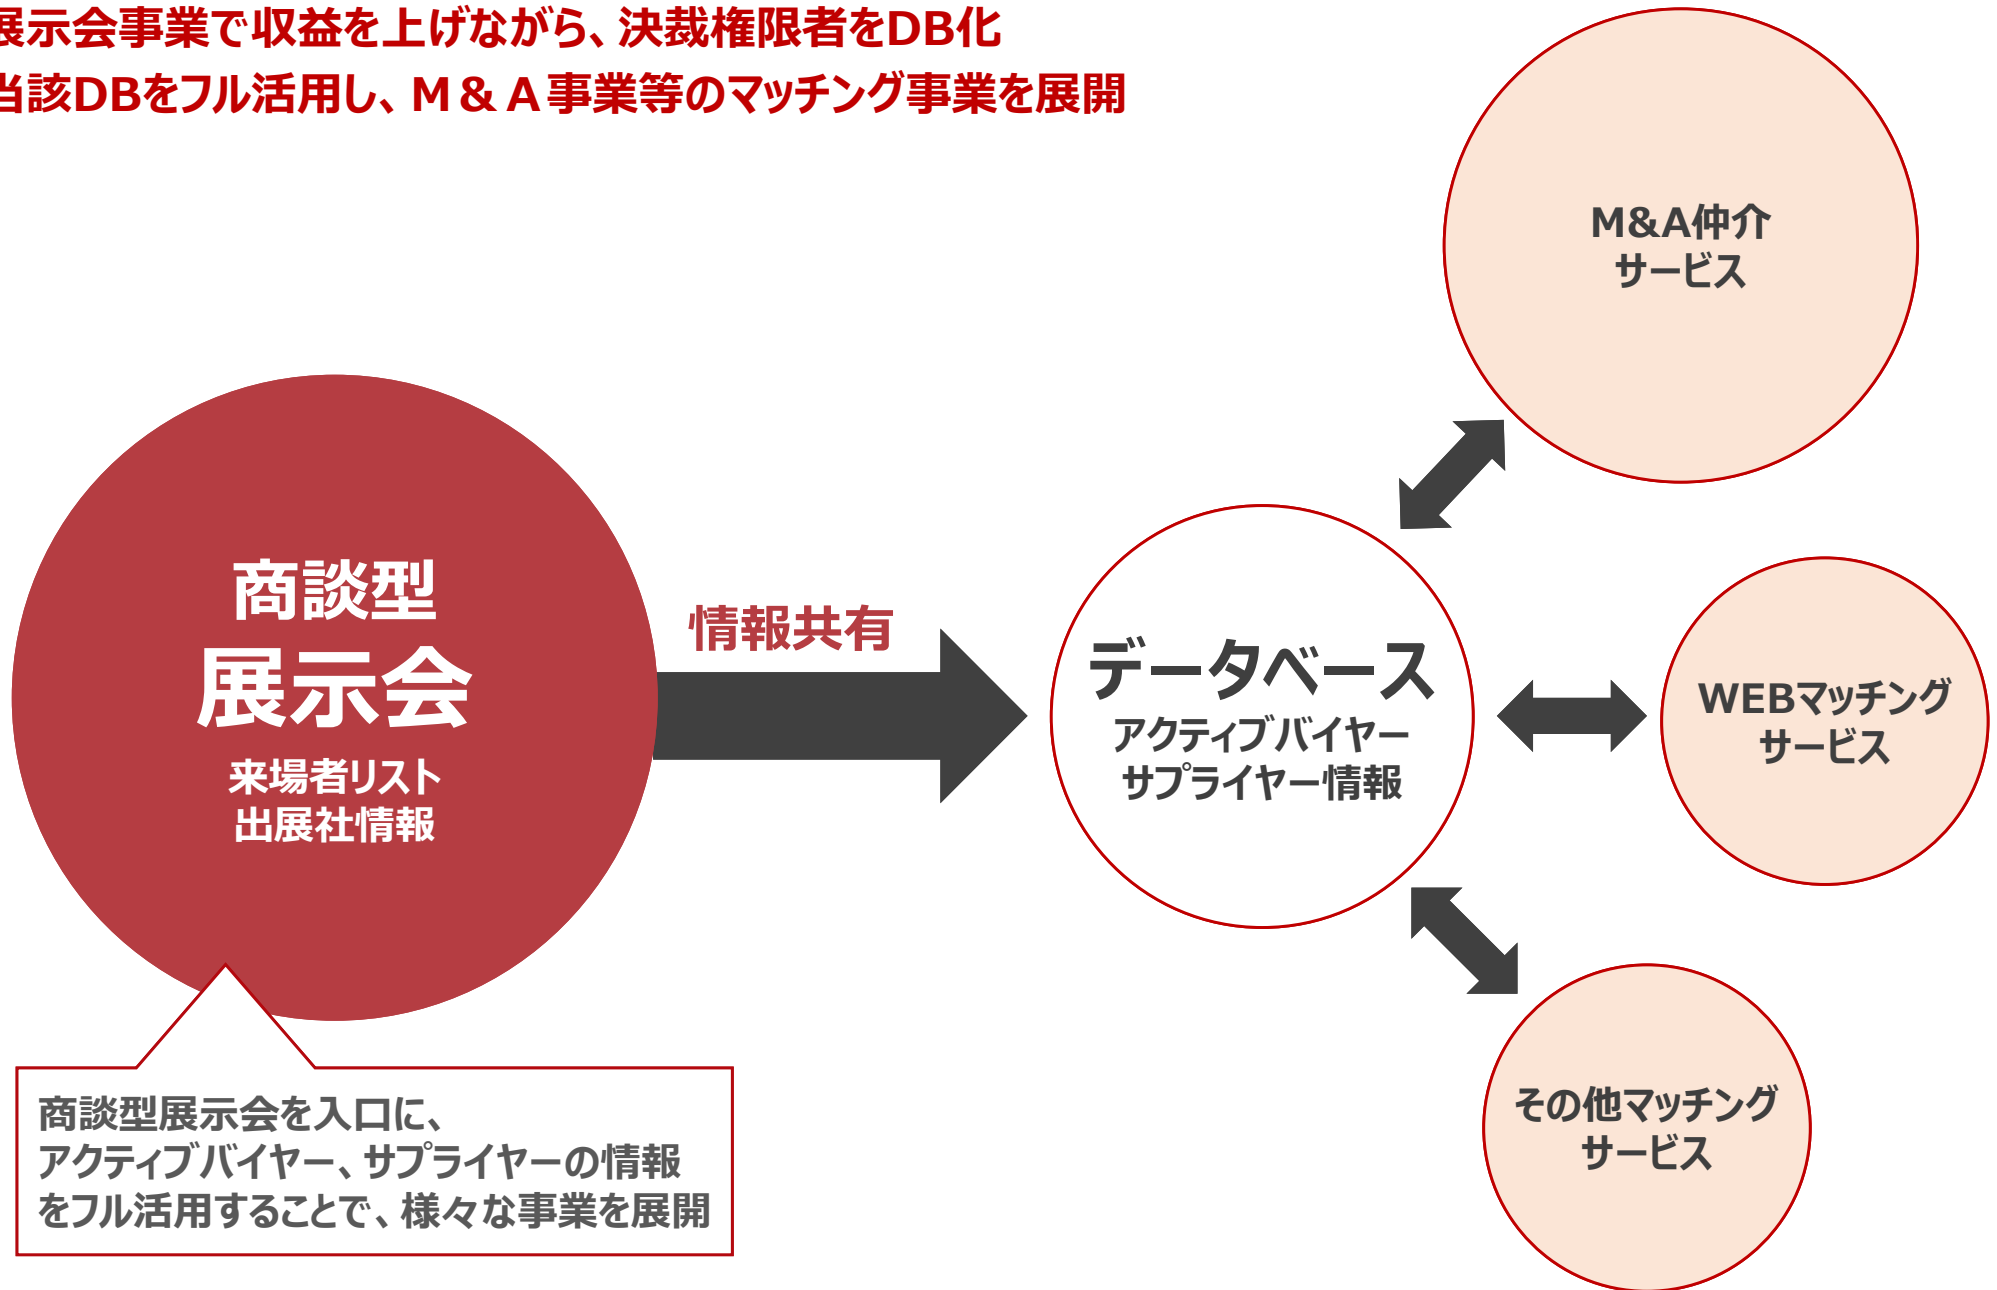 展示会事業で収益を上げながら、決裁権限者をDB化
当該DBをフル活用し、Ｍ＆Ａ事業等のマッチング事業を展開
M&A仲介
サービス
商談型
展示会
来場者リスト
出展社情報
情報共有
データベース
アクティブバイヤー
サプライヤー情報
WEBマッチング
サービス
その他マッチング
サービス
商談型展示会を入口に、
アクティブバイヤー、サプライヤーの情報
をフル活用することで、様々な事業を展開